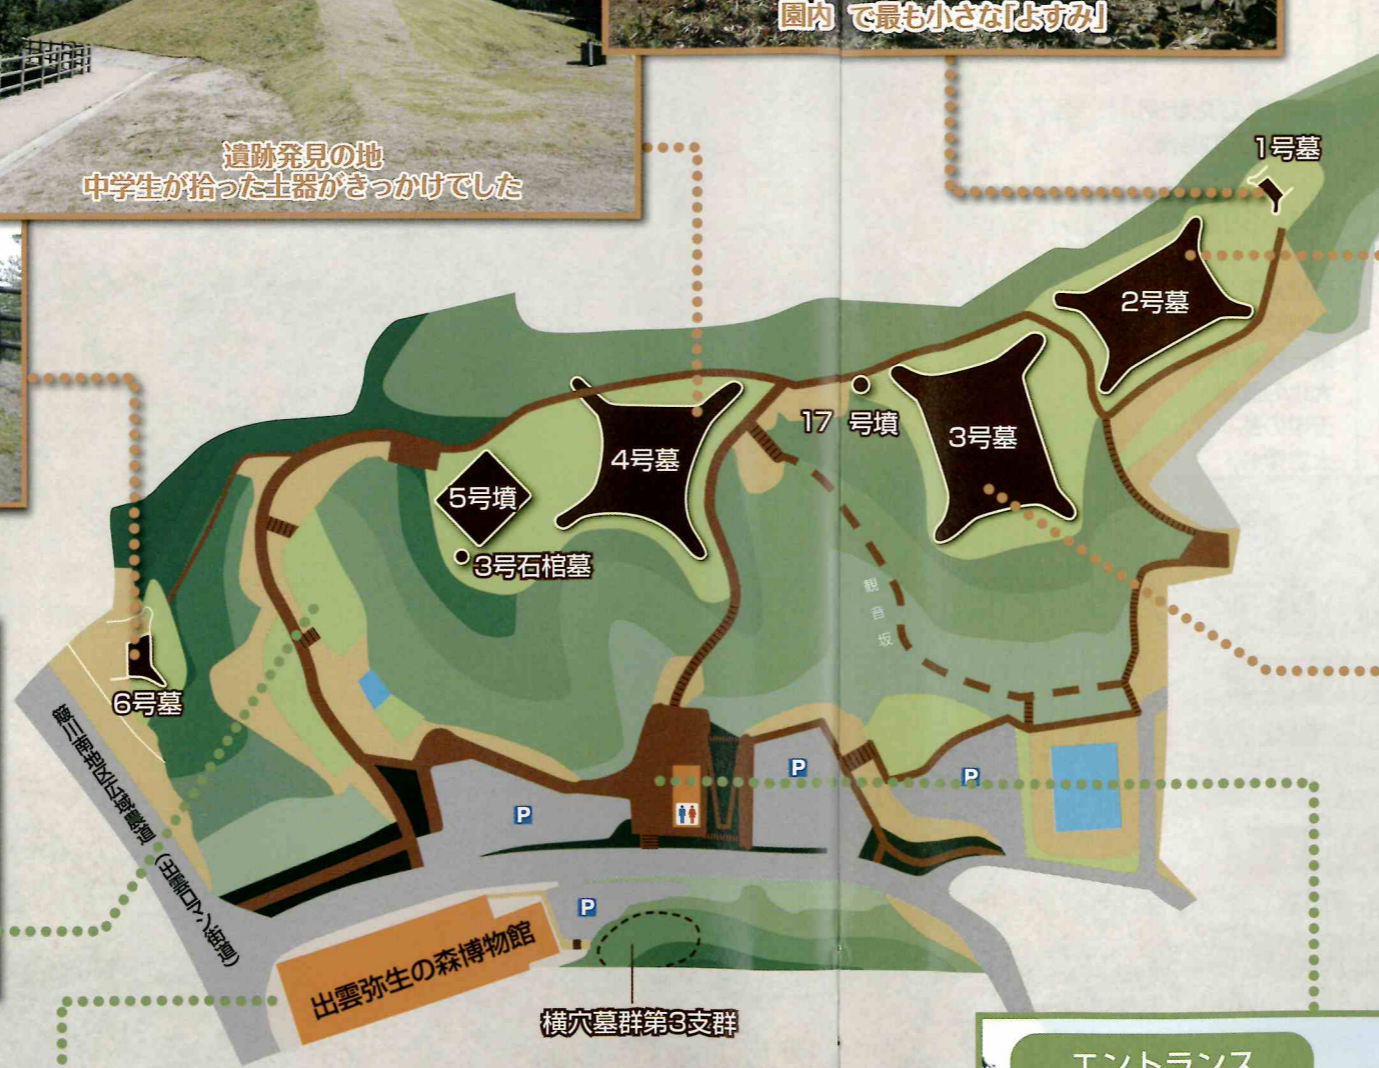 園内 で最も小さな「よすみ」
遺跡発見の地
中学生が拾った土器がきっかけでした
1号墓
2号墓
17 号墳
3号墓
4号墓
5号墳
3号石棺墓
観音坂
6号墓
簸川南地区広域農道(出雲ロマン街道)
P
P
P
P
出雲弥生の森博物館
横穴墓群第3支群
エントランス